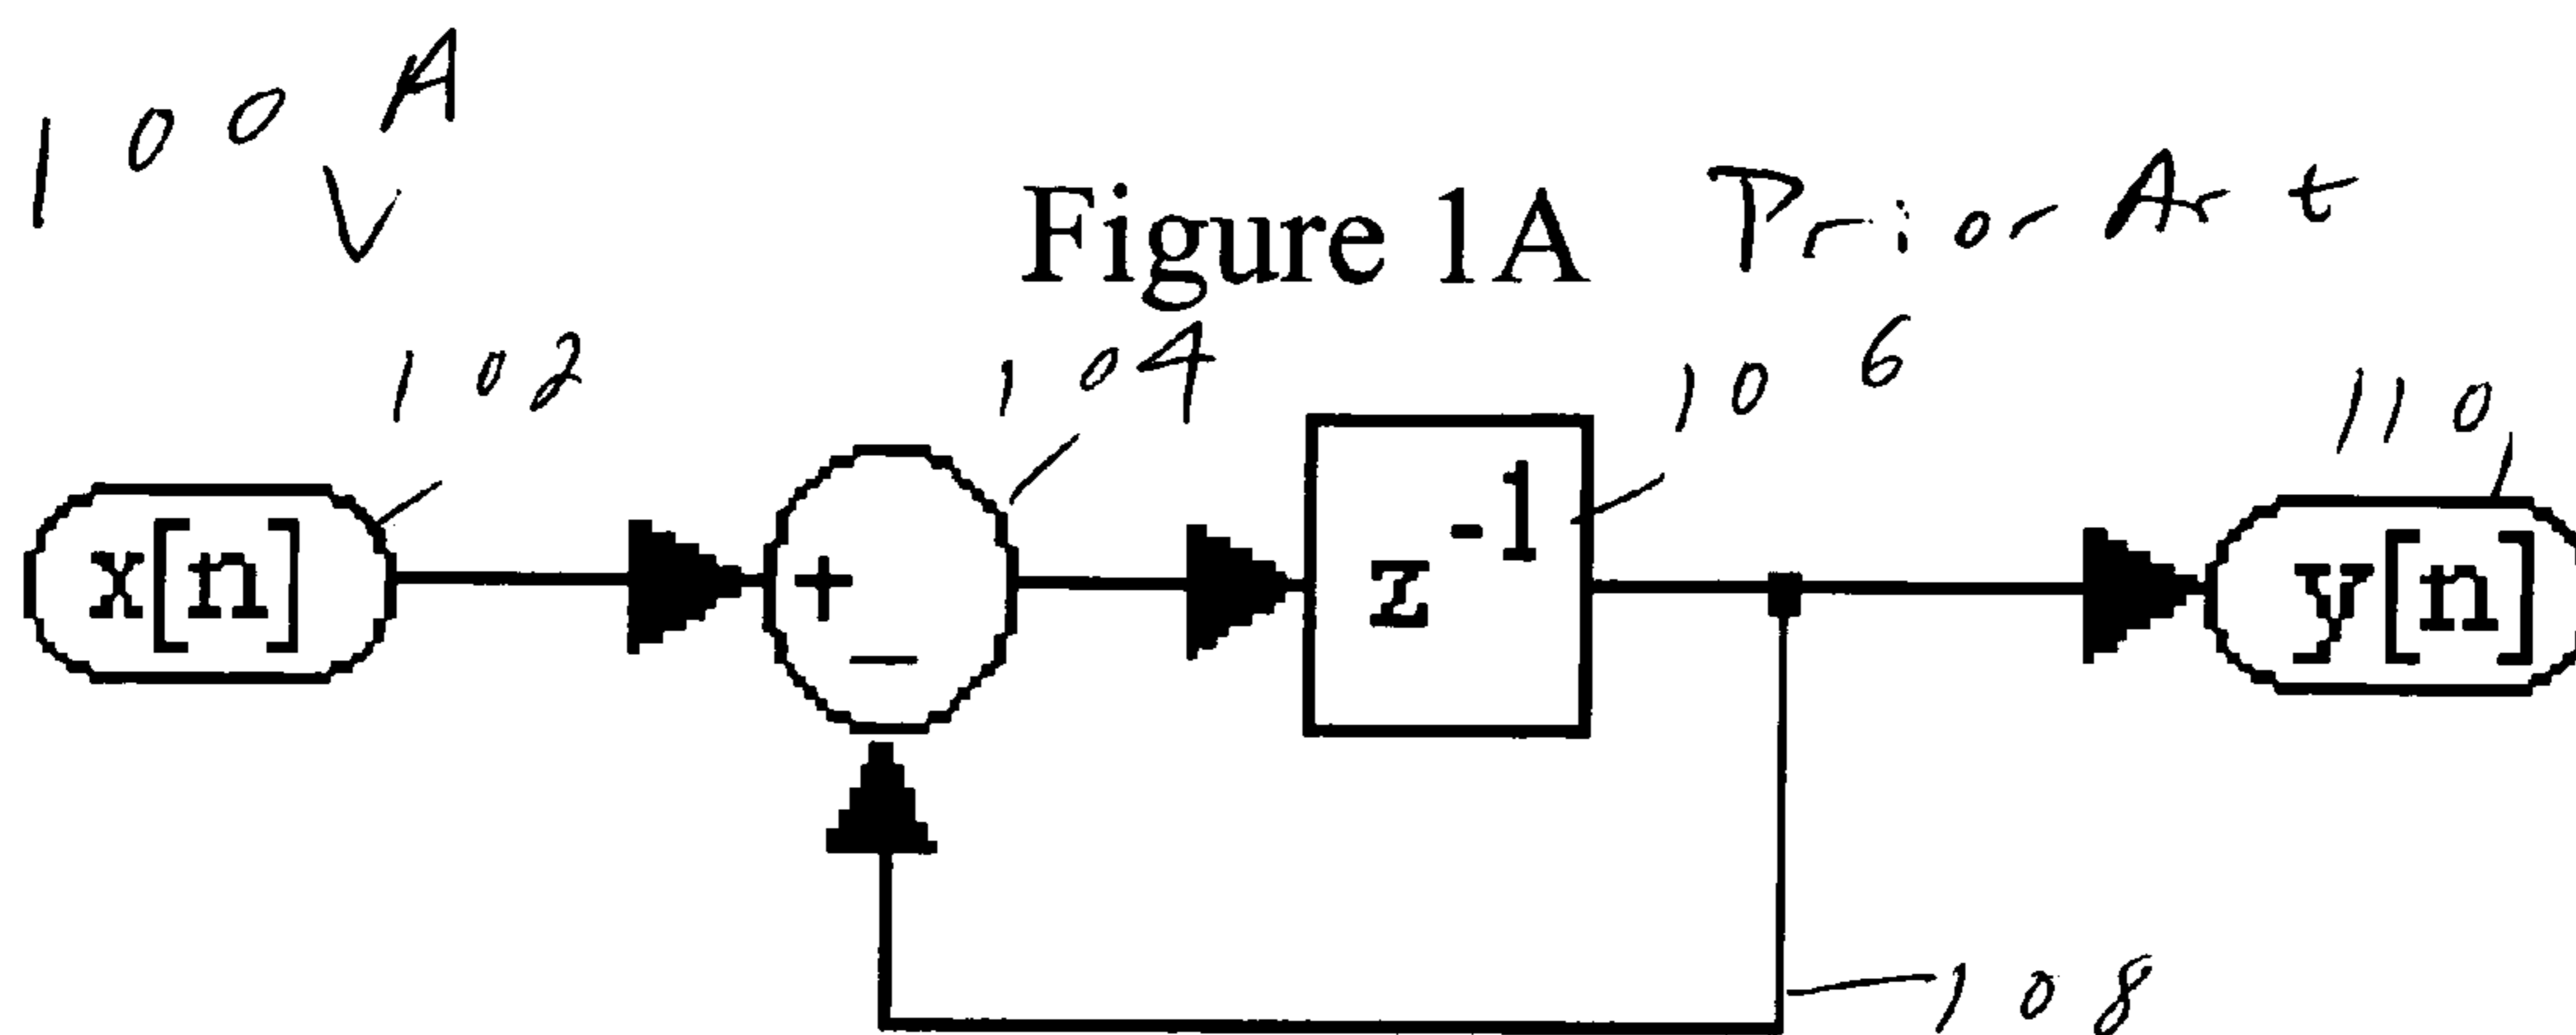 100A
Figure 1A Prior Art
102
104
106
110
x[n]
+
−
z-1
y[n]
108